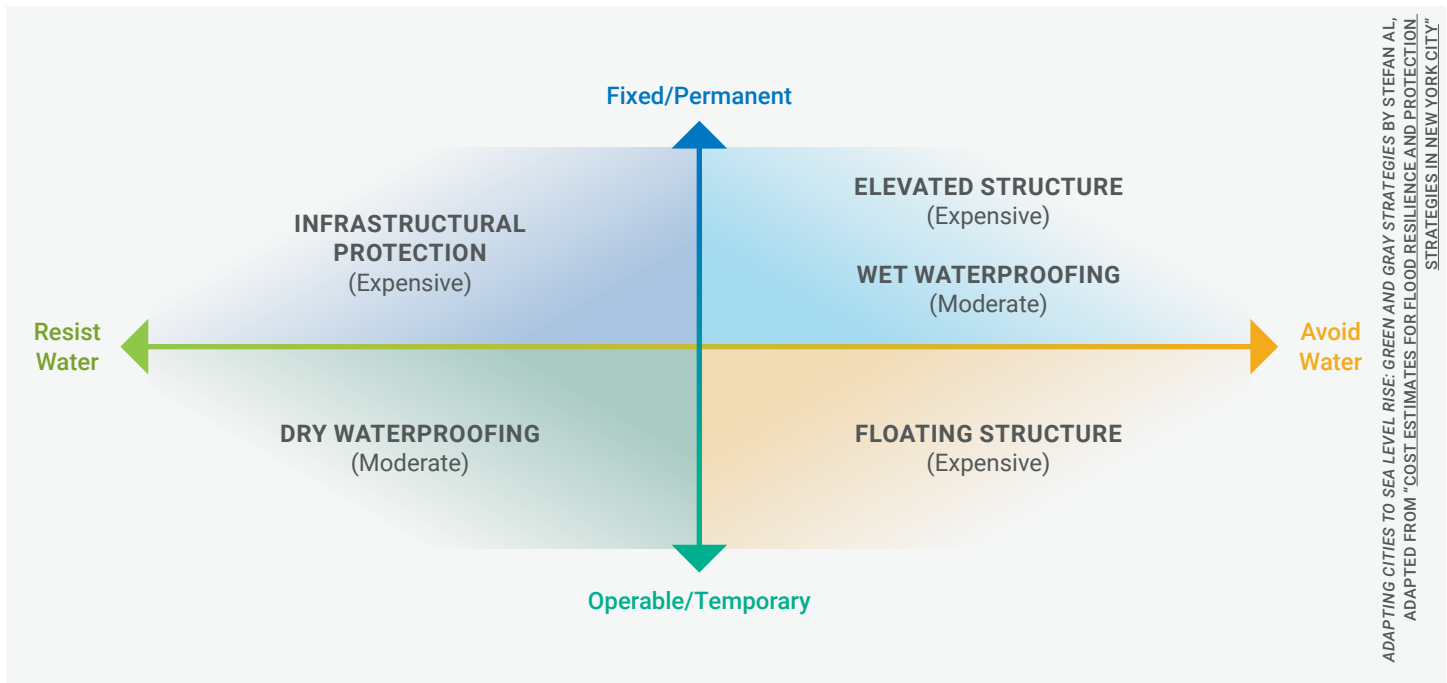 Fixed/Permanent
INFRASTRUCTURAL
PROTECTION
(Expensive)
ELEVATED STRUCTURE
(Expensive)
WET WATERPROOFING
(Moderate)
Resist
Water
Avoid
Water
DRY WATERPROOFING
(Moderate)
FLOATING STRUCTURE
(Expensive)
Operable/Temporary
ADAPTING CITIES TO SEA LEVEL RISE: GREEN AND GRAY STRATEGIES BY STEFAN AL,
ADAPTED FROM “COST ESTIMATES FOR FLOOD RESILIENCE AND PROTECTION
STRATEGIES IN NEW YORK CITY”